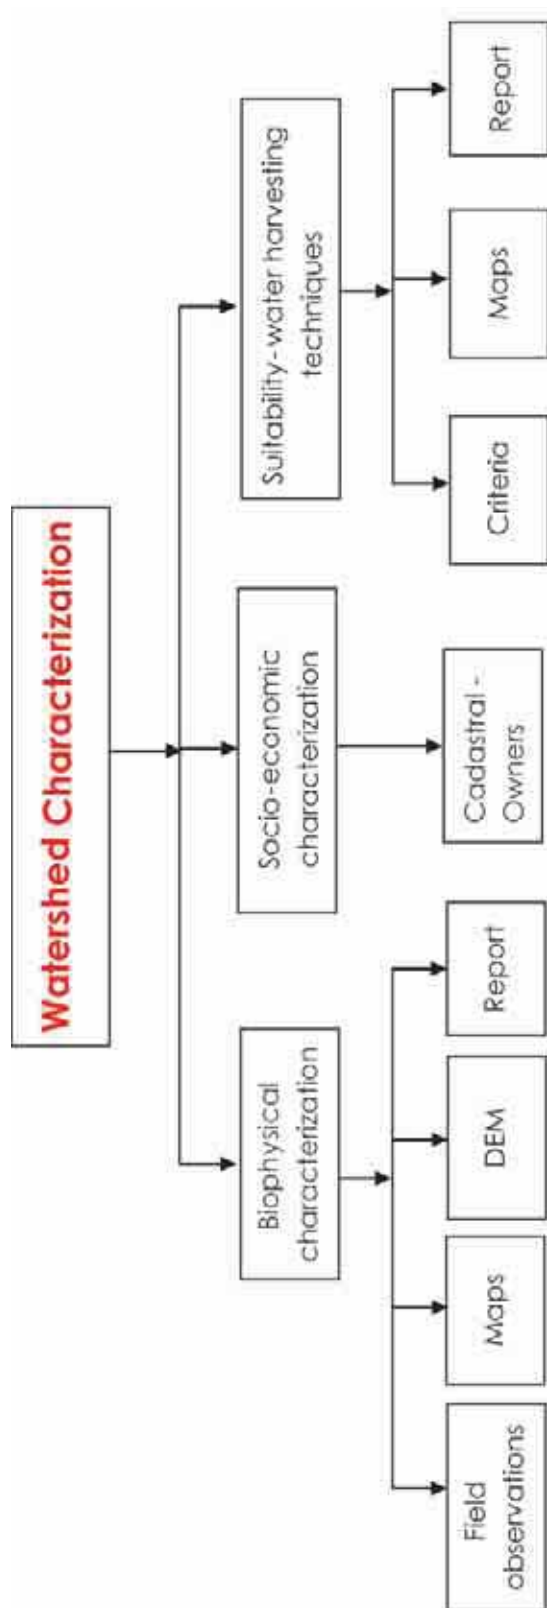 Watershed Characterization
Biophysical
characterization
Socio-economic
characterization
Suitability-water harvesting
techniques
Field
observations
Maps
DEM
Report
Cadastral -
Owners
Criteria
Maps
Report